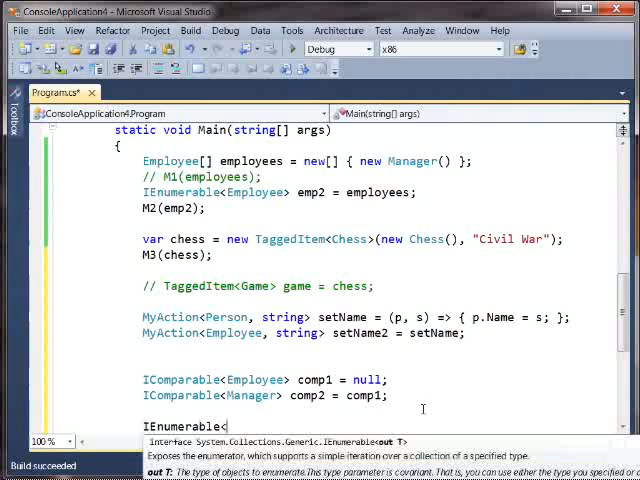 ConsoleApplication4 - Microsoft Visual Studio
File Edit View Refactor Project Build Debug Data Tools Architecture Test Analyze Window Help
Debug x86
Program.cs* ×
ConsoleApplication4.Program Main(string[] args)
Toolbox
static void Main(string[] args)
{
Employee[] employees = new[] { new Manager() };
// M1(employees);
IEnumerable<Employee> emp2 = employees;
M2(emp2);
var chess = new TaggedItem<Chess>(new Chess(), "Civil War");
M3(chess);
// TaggedItem<Game> game = chess;
MyAction<Person, string> setName = (p, s) => { p.Name = s; };
MyAction<Employee, string> setName2 = setName;
IComparable<Employee> comp1 = null;
IComparable<Manager> comp2 = comp1;
IEnumerable<
100 %
interface System.Collections.Generic.IEnumerable<out T>
Exposes the enumerator, which supports a simple iteration over a collection of a specified type.
out T: The type of objects to enumerate.This type parameter is covariant. That is, you can use either the type you specified or
Build succeeded